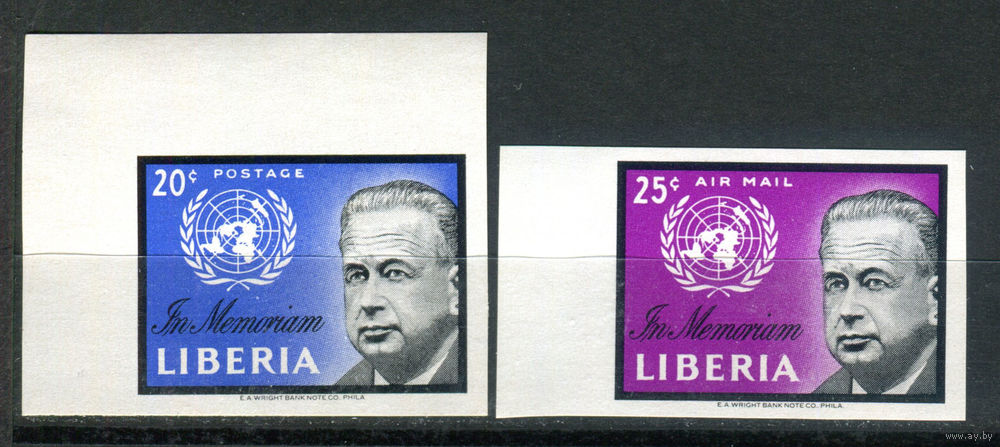 20¢ POSTAGE
In Memoriam
LIBERIA
E.A. WRIGHT BANK NOTE CO. PHILA.
25¢ AIR MAIL
In Memoriam
LIBERIA
E.A. WRIGHT BANK NOTE CO., PHILA.
www.ay.by